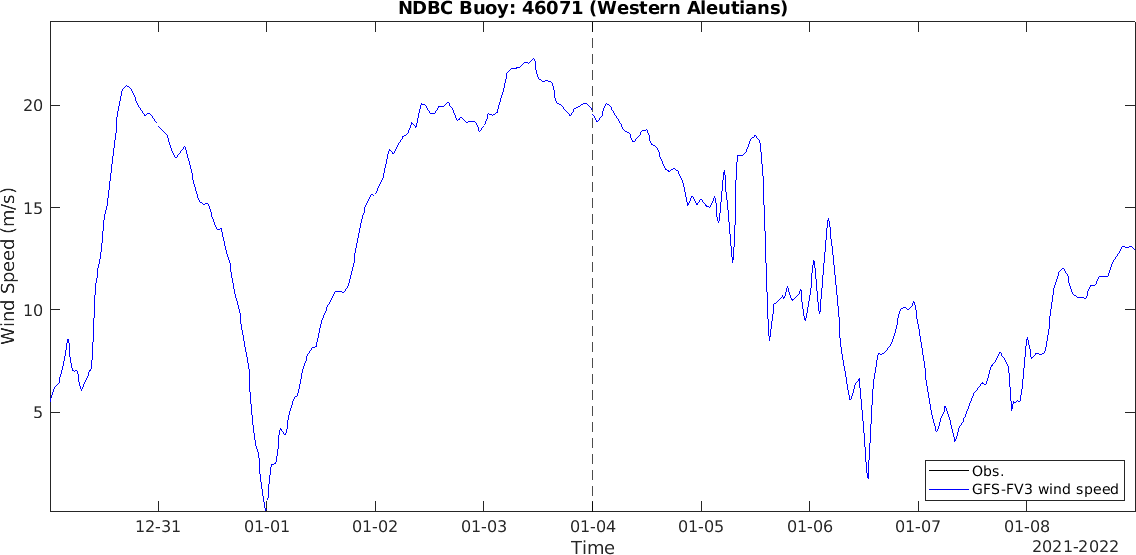 NDBC Buoy: 46071 (Western Aleutians)
Wind Speed (m/s)
20
15
10
5
Obs.
GFS-FV3 wind speed
12-31 01-01 01-02 01-03 01-04 01-05 01-06 01-07 01-08
Time
2021-2022